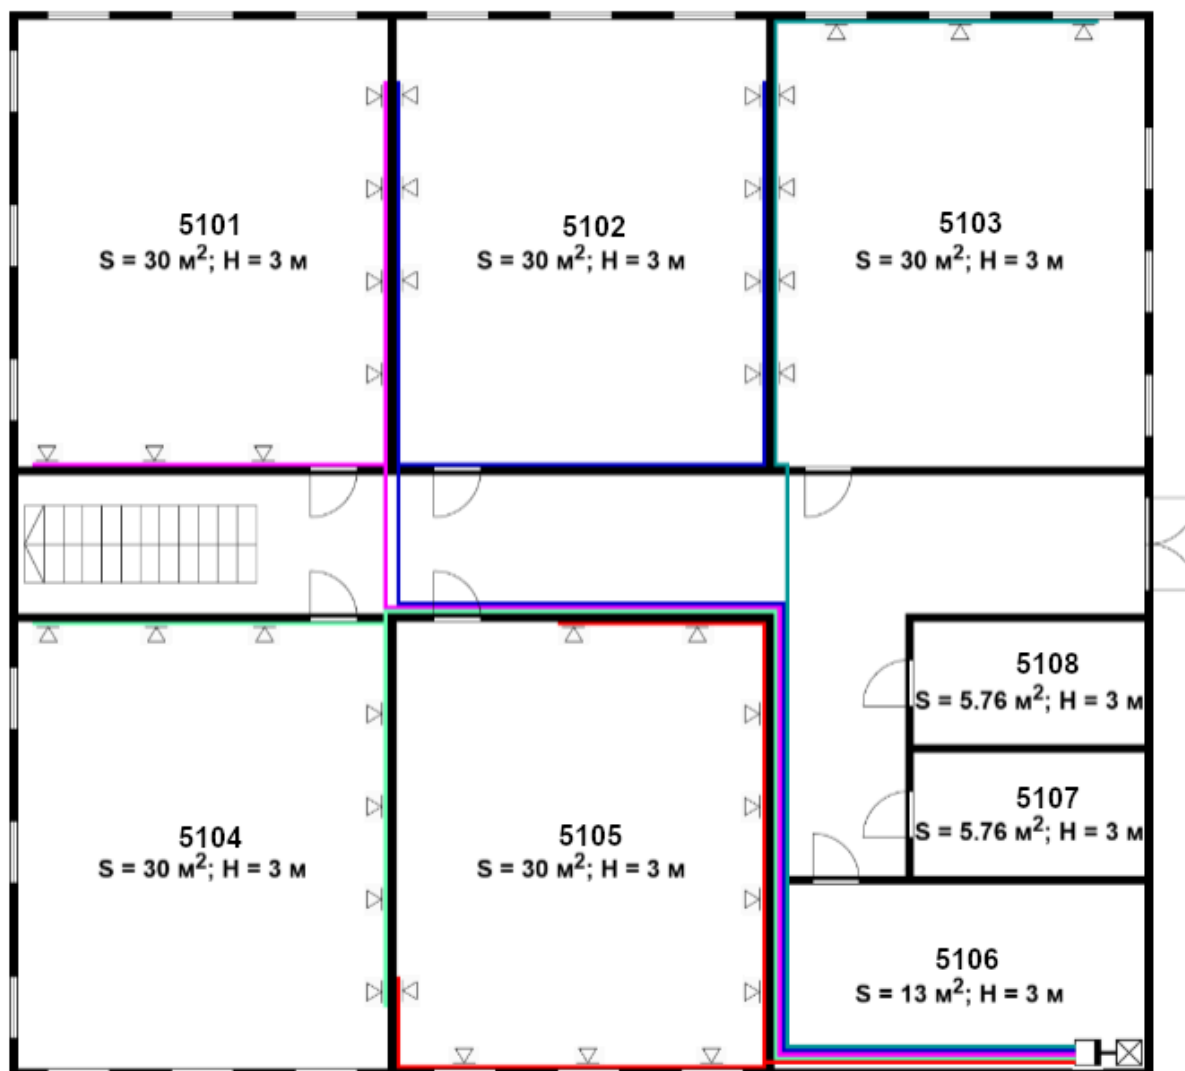 5101
S = 30 м²; H = 3 м
5102
S = 30 м²; H = 3 м
5103
S = 30 м²; H = 3 м
5108
S = 5.76 м²; H = 3 м
5107
S = 5.76 м²; H = 3 м
5104
S = 30 м²; H = 3 м
5105
S = 30 м²; H = 3 м
5106
S = 13 м²; H = 3 м